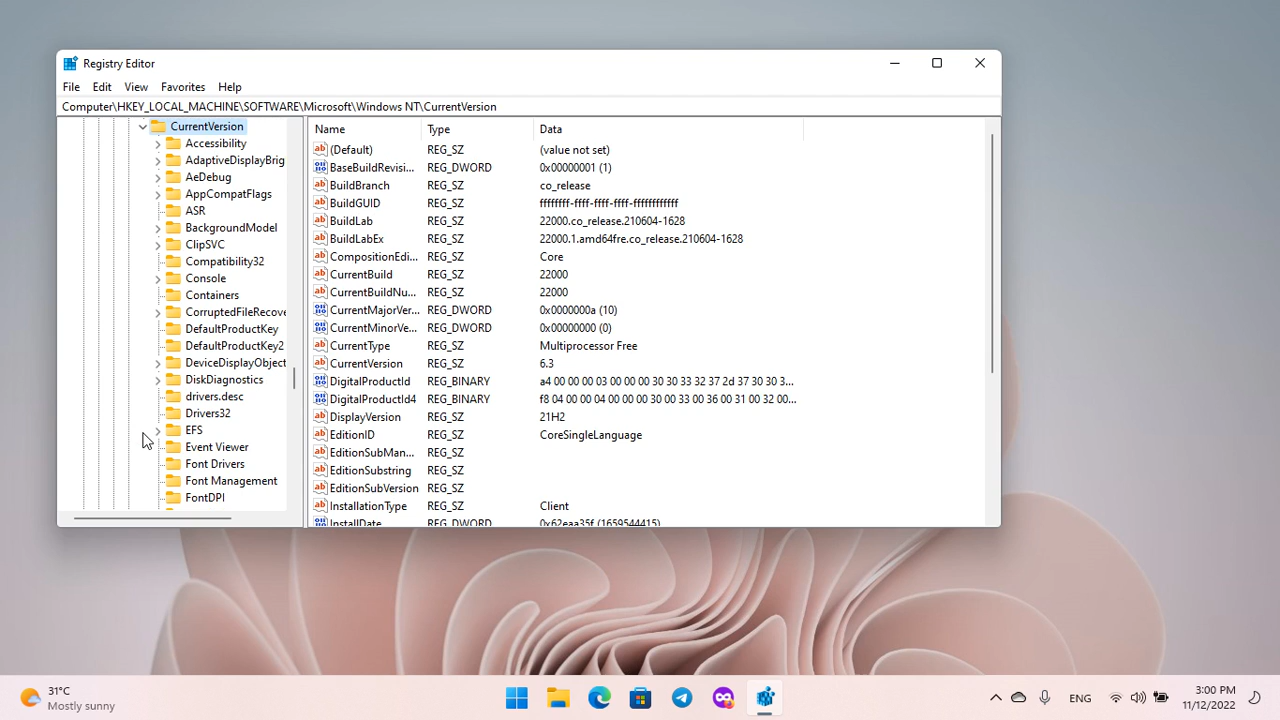 Registry Editor
File Edit View Favorites Help
Computer\HKEY_LOCAL_MACHINE\SOFTWARE\Microsoft\Windows NT\CurrentVersion
CurrentVersion
Accessibility
AdaptiveDisplayBrig
AeDebug
AppCompatFlags
ASR
BackgroundModel
ClipSVC
Compatibility32
Console
Containers
CorruptedFileRecove
DefaultProductKey
DefaultProductKey2
DeviceDisplayObject
DiskDiagnostics
drivers.desc
Drivers32
EFS
Event Viewer
Font Drivers
Font Management
FontDPI
Name Type Data
(Default) REG_SZ (value not set)
BaseBuildRevisi... REG_DWORD 0x00000001 (1)
BuildBranch REG_SZ co_release
BuildGUID REG_SZ ffffffff-ffff-ffff-ffff-ffffffffffff
BuildLab REG_SZ 22000.co_release.210604-1628
BuildLabEx REG_SZ 22000.1.amd64fre.co_release.210604-1628
CompositionEdi... REG_SZ Core
CurrentBuild REG_SZ 22000
CurrentBuildNu... REG_SZ 22000
CurrentMajorVer... REG_DWORD 0x0000000a (10)
CurrentMinorVe... REG_DWORD 0x00000000 (0)
CurrentType REG_SZ Multiprocessor Free
CurrentVersion REG_SZ 6.3
DigitalProductId REG_BINARY a4 00 00 00 03 00 00 00 30 30 33 32 37 2d 37 30 30 3...
DigitalProductId4 REG_BINARY f8 04 00 00 04 00 00 00 30 00 33 00 36 00 31 00 32 00...
DisplayVersion REG_SZ 21H2
EditionID REG_SZ CoreSingleLanguage
EditionSubMan... REG_SZ
EditionSubstring REG_SZ
EditionSubVersion REG_SZ
InstallationType REG_SZ Client
InstallDate REG_DWORD 0x62eaa35f (1659544415)
31°C
Mostly sunny
ENG
3:00 PM
11/12/2022